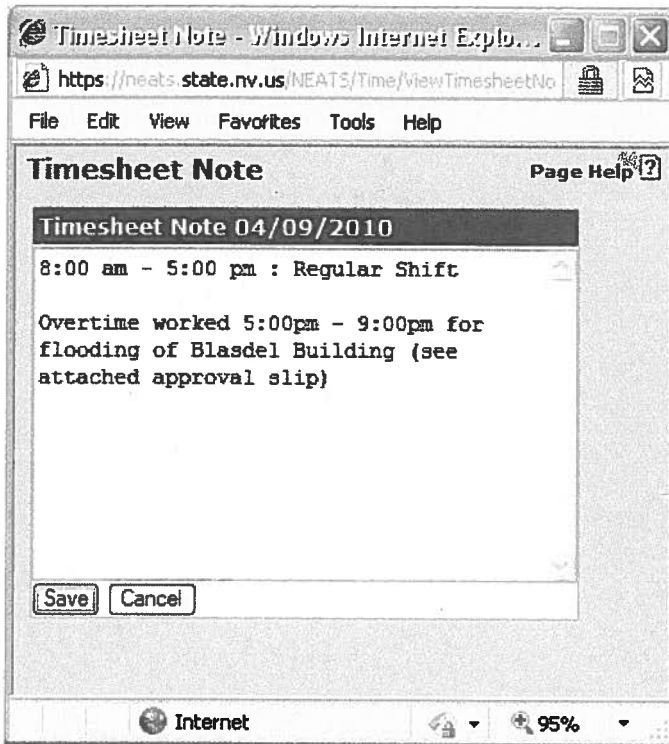 Timesheet Note - Windows Internet Explo...
https://neats.state.nv.us/NEATS/Time/ViewTimesheetNo
File Edit View Favorites Tools Help
Timesheet Note Page Help
Timesheet Note 04/09/2010
8:00 am - 5:00 pm : Regular Shift
Overtime worked 5:00pm - 9:00pm for
flooding of Blasdel Building (see
attached approval slip)
Save Cancel
Internet 95%